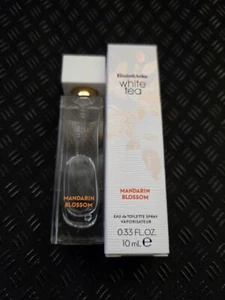 MANDARIN
BLOSSOM
Elizabeth Arden
white
tea
MANDARIN
BLOSSOM
EAU de TOILETTE SPRAY
VAPORISATEUR
0.33 FL.OZ.
10 mL e